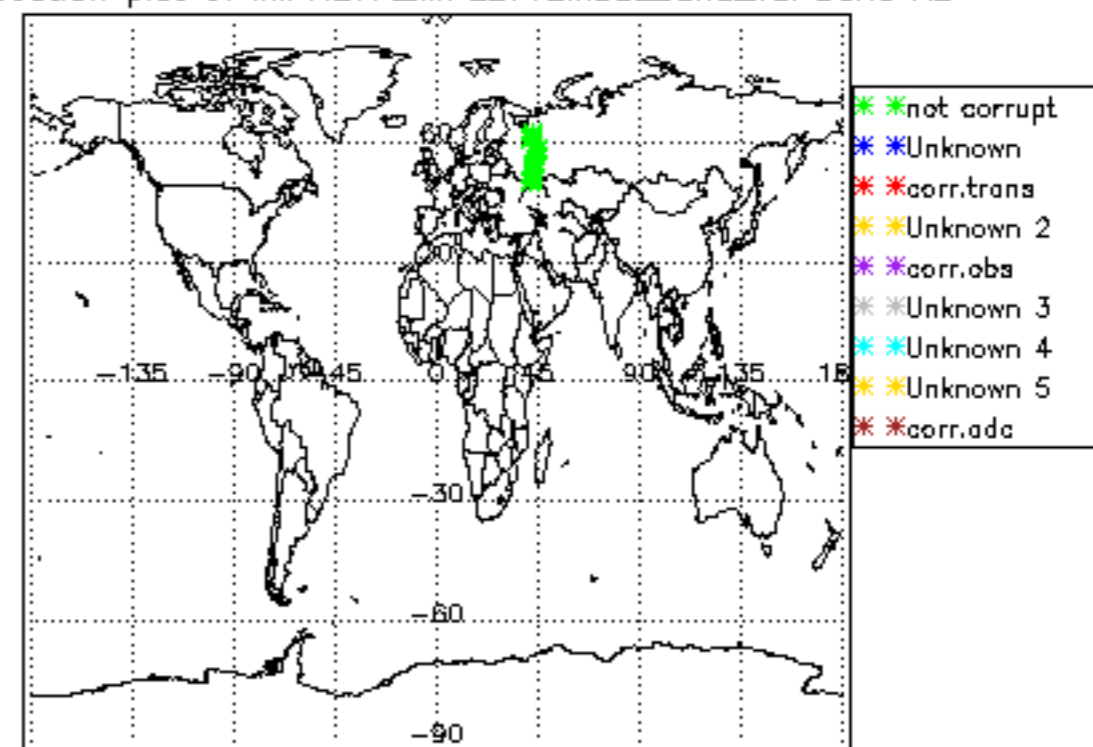 60
-135 -90 45 0 45 90 135
-30
-60
-90
not corrupt
Unknown
corr.trans
Unknown 2
corr.obs
Unknown 3
Unknown 4
Unknown 5
corr.adc